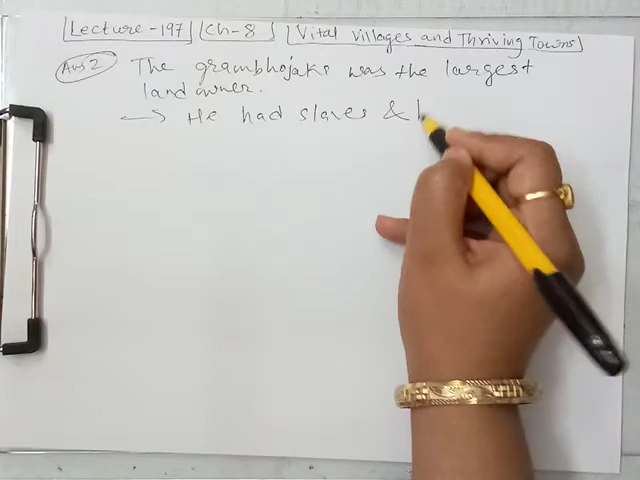 Lecture-197 Ch-8 Vital Villages and Thriving Towns
Ans 2 The grambhojaks was the largest
land owner.
→ He had slaves & h